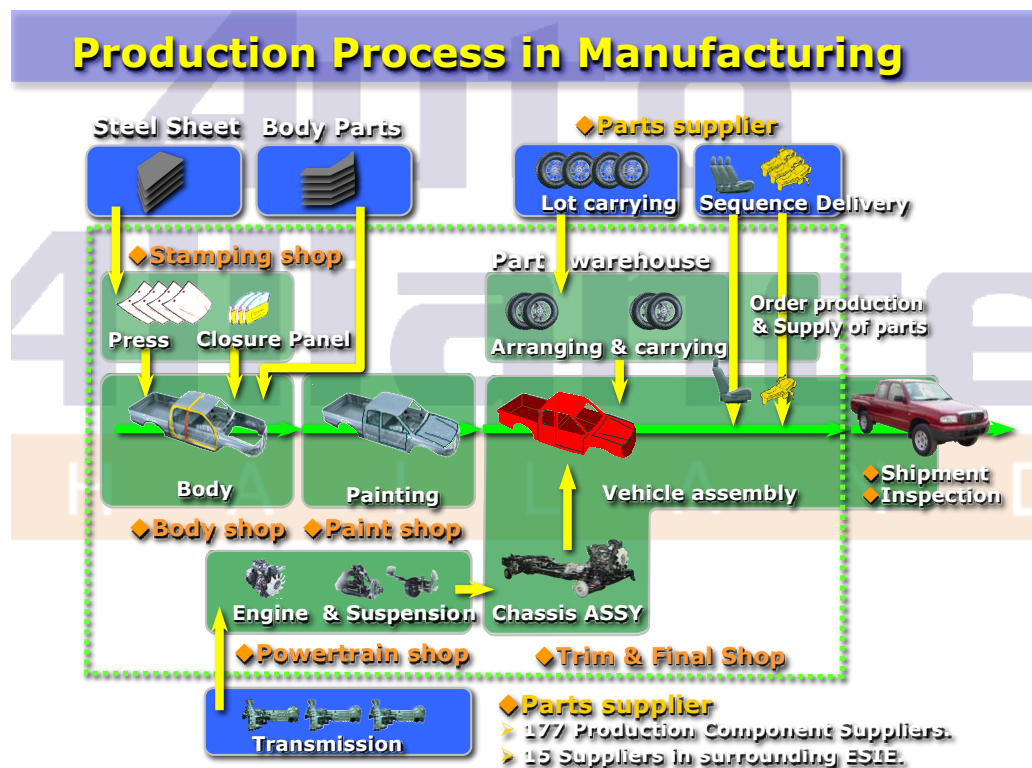 Production Process in Manufacturing
Steel Sheet
Body Parts
◆Parts supplier
Lot carrying
Sequence Delivery
◆Stamping shop
Part warehouse
Press
Closure Panel
Arranging & carrying
Order production
& Supply of parts
Body
Painting
Vehicle assembly
◆Shipment
◆Inspection
◆Body shop
◆Paint shop
Engine & Suspension
Chassis ASSY
◆Powertrain shop
◆Trim & Final Shop
Transmission
◆Parts supplier
➤ 177 Production Component Suppliers.
➤ 15 Suppliers in surrounding ESIE.